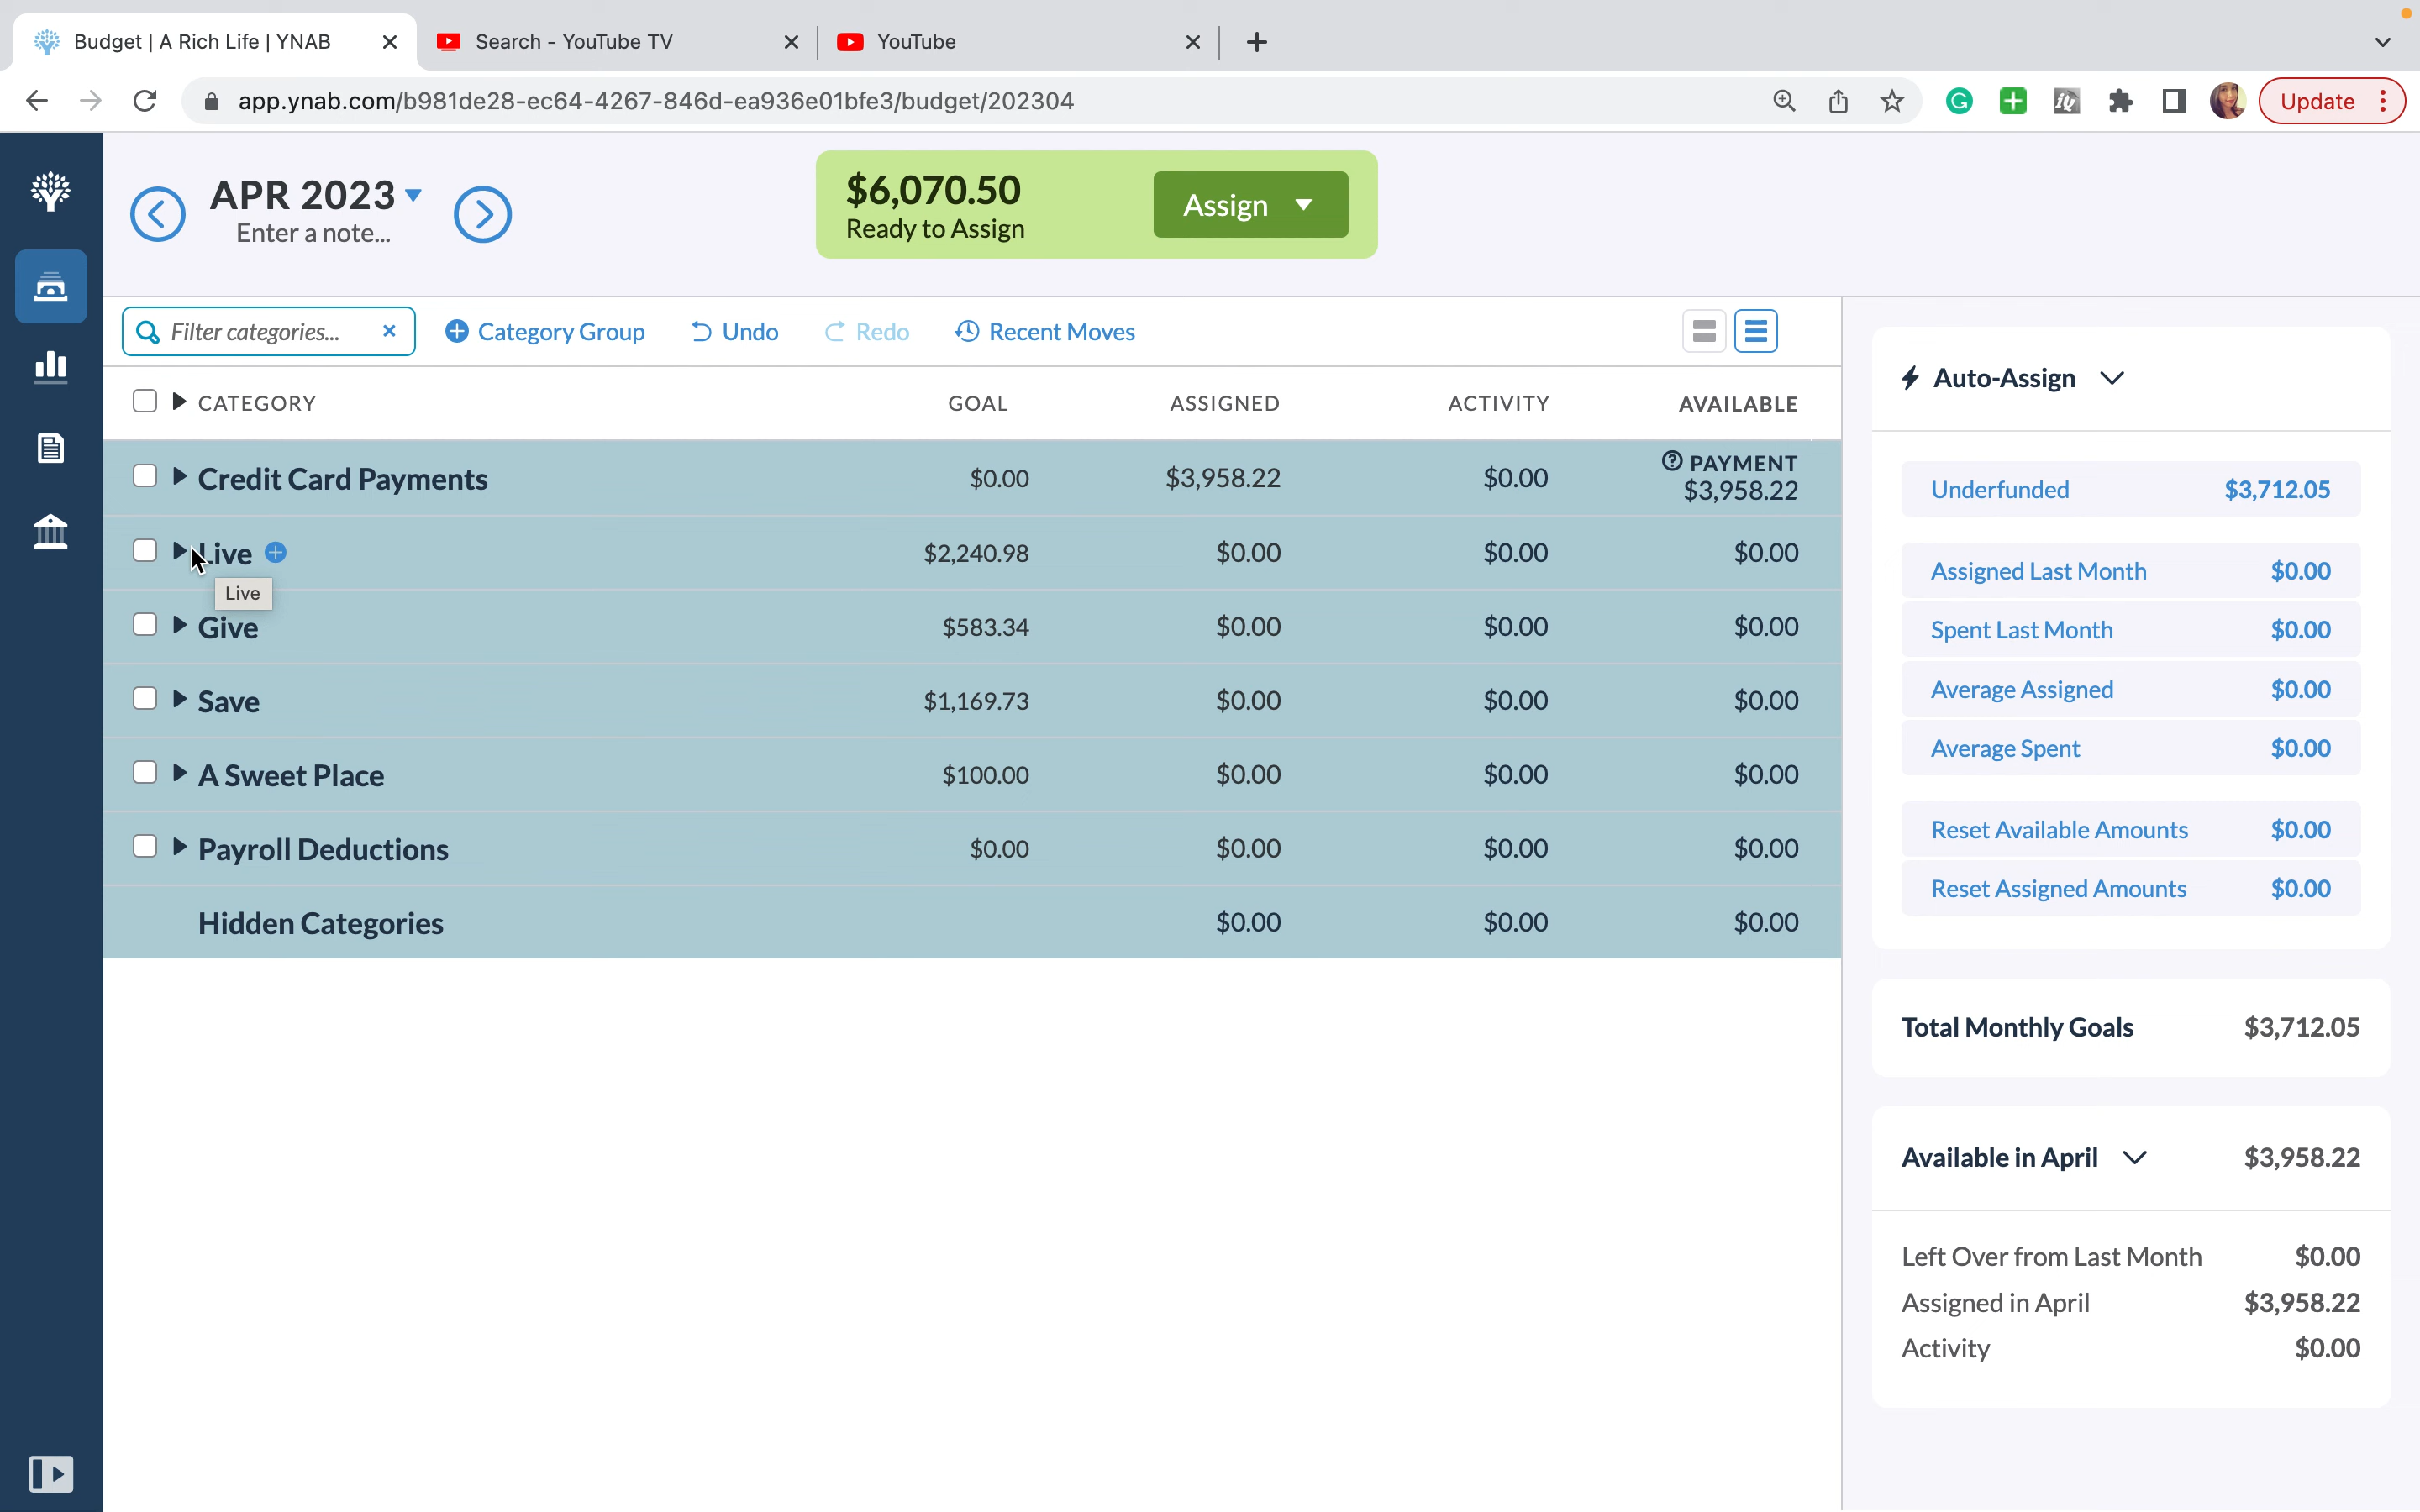 Budget | A Rich Life | YNAB
Search - YouTube TV
YouTube
app.ynab.com/b981de28-ec64-4267-846d-ea936e01bfe3/budget/202304
Update
APR 2023
Enter a note...
$6,070.50
Ready to Assign
Assign
Filter categories...
Category Group
Undo
Redo
Recent Moves
CATEGORY GOAL ASSIGNED ACTIVITY AVAILABLE
Credit Card Payments $0.00 $3,958.22 $0.00 PAYMENT
$3,958.22
Live $2,240.98 $0.00 $0.00 $0.00
Live
Give $583.34 $0.00 $0.00 $0.00
Save $1,169.73 $0.00 $0.00 $0.00
A Sweet Place $100.00 $0.00 $0.00 $0.00
Payroll Deductions $0.00 $0.00 $0.00 $0.00
Hidden Categories $0.00 $0.00 $0.00
Auto-Assign
Underfunded $3,712.05
Assigned Last Month $0.00
Spent Last Month $0.00
Average Assigned $0.00
Average Spent $0.00
Reset Available Amounts $0.00
Reset Assigned Amounts $0.00
Total Monthly Goals $3,712.05
Available in April $3,958.22
Left Over from Last Month $0.00
Assigned in April $3,958.22
Activity $0.00